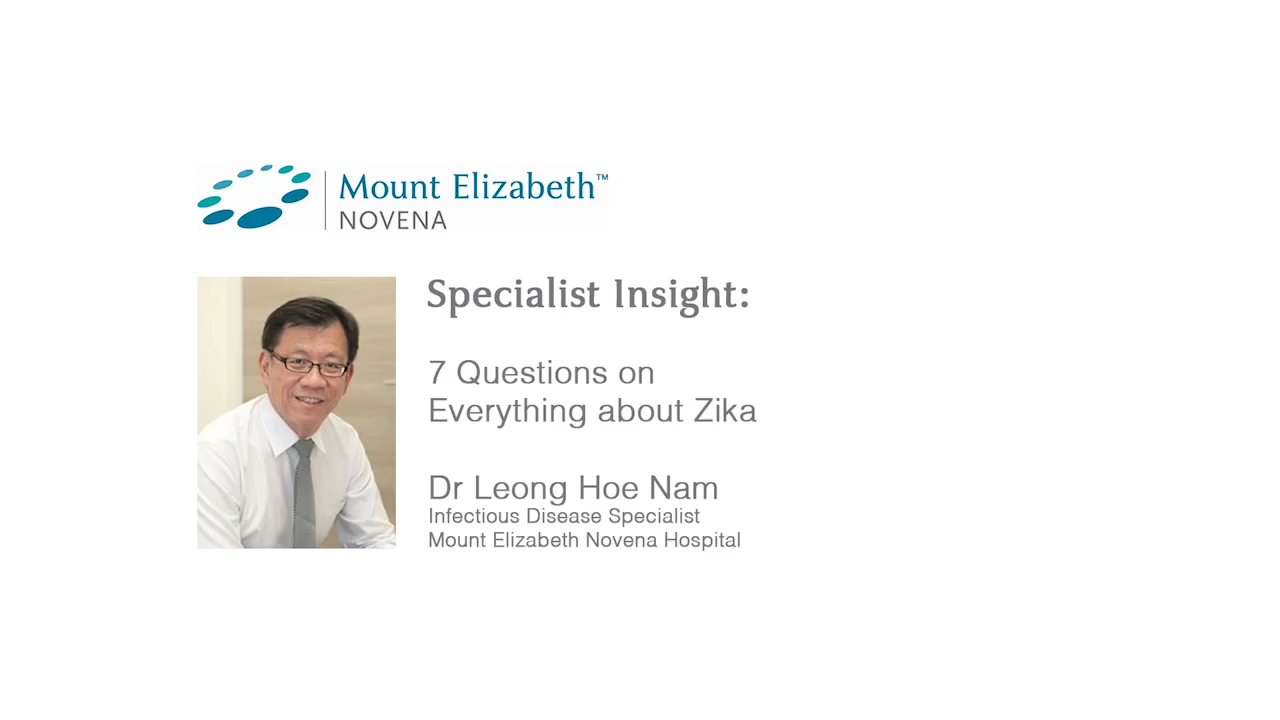 Mount Elizabeth™
NOVENA
Specialist Insight:
7 Questions on
Everything about Zika
Dr Leong Hoe Nam
Infectious Disease Specialist
Mount Elizabeth Novena Hospital